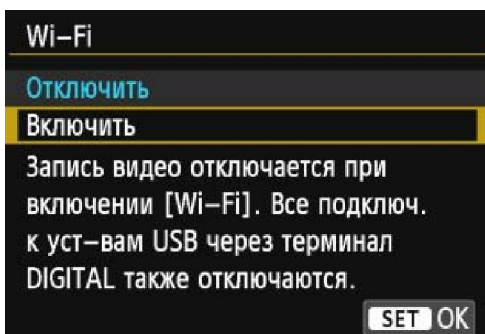 Wi-Fi
Отключить
Включить
Запись видео отключается при
включении [Wi-Fi]. Все подключ.
к уст-вам USB через терминал
DIGITAL также отключаются.
SET OK